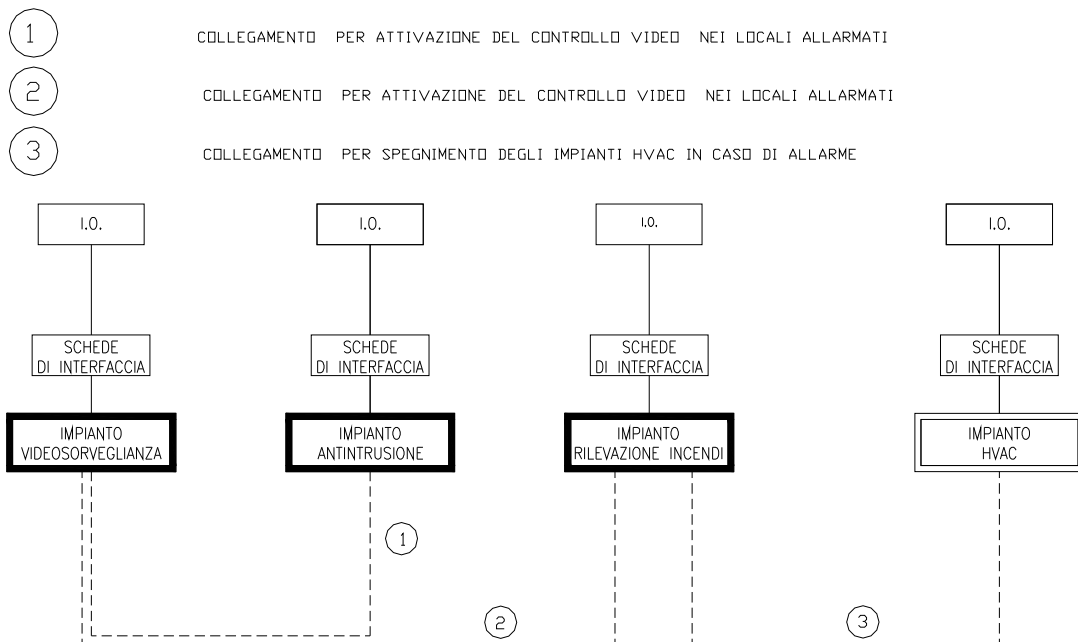 1 COLLEGAMENTO PER ATTIVAZIONE DEL CONTROLLO VIDEO NEI LOCALI ALLARMATI
2 COLLEGAMENTO PER ATTIVAZIONE DEL CONTROLLO VIDEO NEI LOCALI ALLARMATI
3 COLLEGAMENTO PER SPEGNIMENTO DEGLI IMPIANTI HVAC IN CASO DI ALLARME
I.O.
I.O.
I.O.
I.O.
SCHEDE
DI INTERFACCIA
SCHEDE
DI INTERFACCIA
SCHEDE
DI INTERFACCIA
SCHEDE
DI INTERFACCIA
IMPIANTO
VIDEOSORVEGLIANZA
IMPIANTO
ANTINTRUSIONE
IMPIANTO
RILEVAZIONE INCENDI
IMPIANTO
HVAC
1
2
3